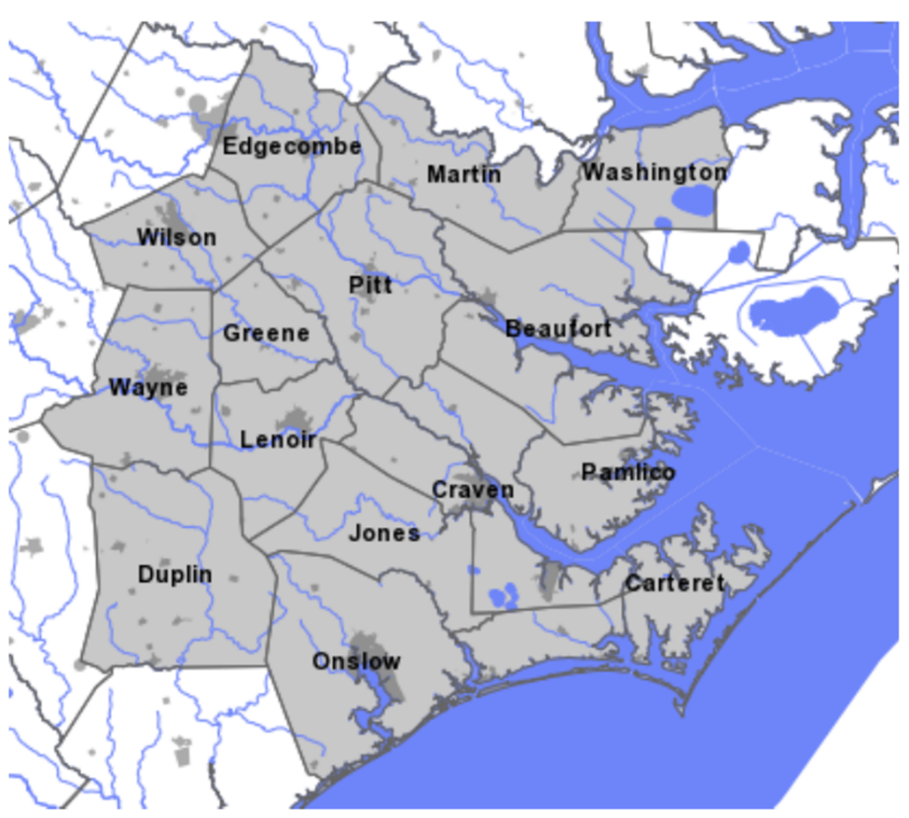 Edgecombe
Martin
Washington
Wilson
Pitt
Greene
Beaufort
Wayne
Lenoir
Pamlico
Craven
Jones
Duplin
Carteret
Onslow